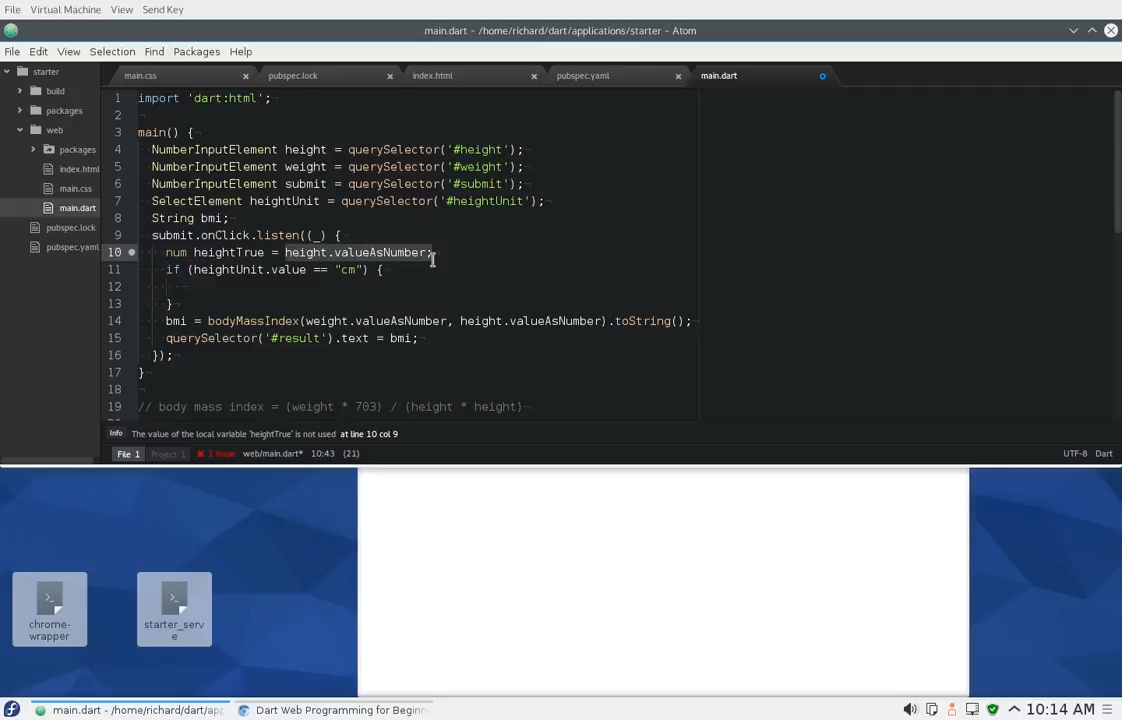 File Virtual Machine View Send Key
main.dart - /home/richard/dart/applications/starter - Atom
File Edit View Selection Find Packages Help
starter
build
packages
web
packages
index.html
main.css
main.dart
pubspec.lock
pubspec.yaml
main.css pubspec.lock index.html pubspec.yaml main.dart
1 import 'dart:html';
2
3 main() {
4 NumberInputElement height = querySelector('#height');
5 NumberInputElement weight = querySelector('#weight');
6 NumberInputElement submit = querySelector('#submit');
7 SelectElement heightUnit = querySelector('#heightUnit');
8 String bmi;
9 submit.onClick.listen((_) {
10 num heightTrue = height.valueAsNumber;
11 if (heightUnit.value == "cm") {
12
13 }
14 bmi = bodyMassIndex(weight.valueAsNumber, height.valueAsNumber).toString();
15 querySelector('#result').text = bmi;
16 });
17 }
18
19 // body mass index = (weight * 703) / (height * height)
Info The value of the local variable 'heightTrue' is not used at line 10 col 9
File 1 Project 1 1 Issue web/main.dart* 10:43 (21) UTF-8 Dart
chrome-
wrapper
starter_serv
e
main.dart - /home/richard/dart/app Dart Web Programming for Beginn 10:14 AM